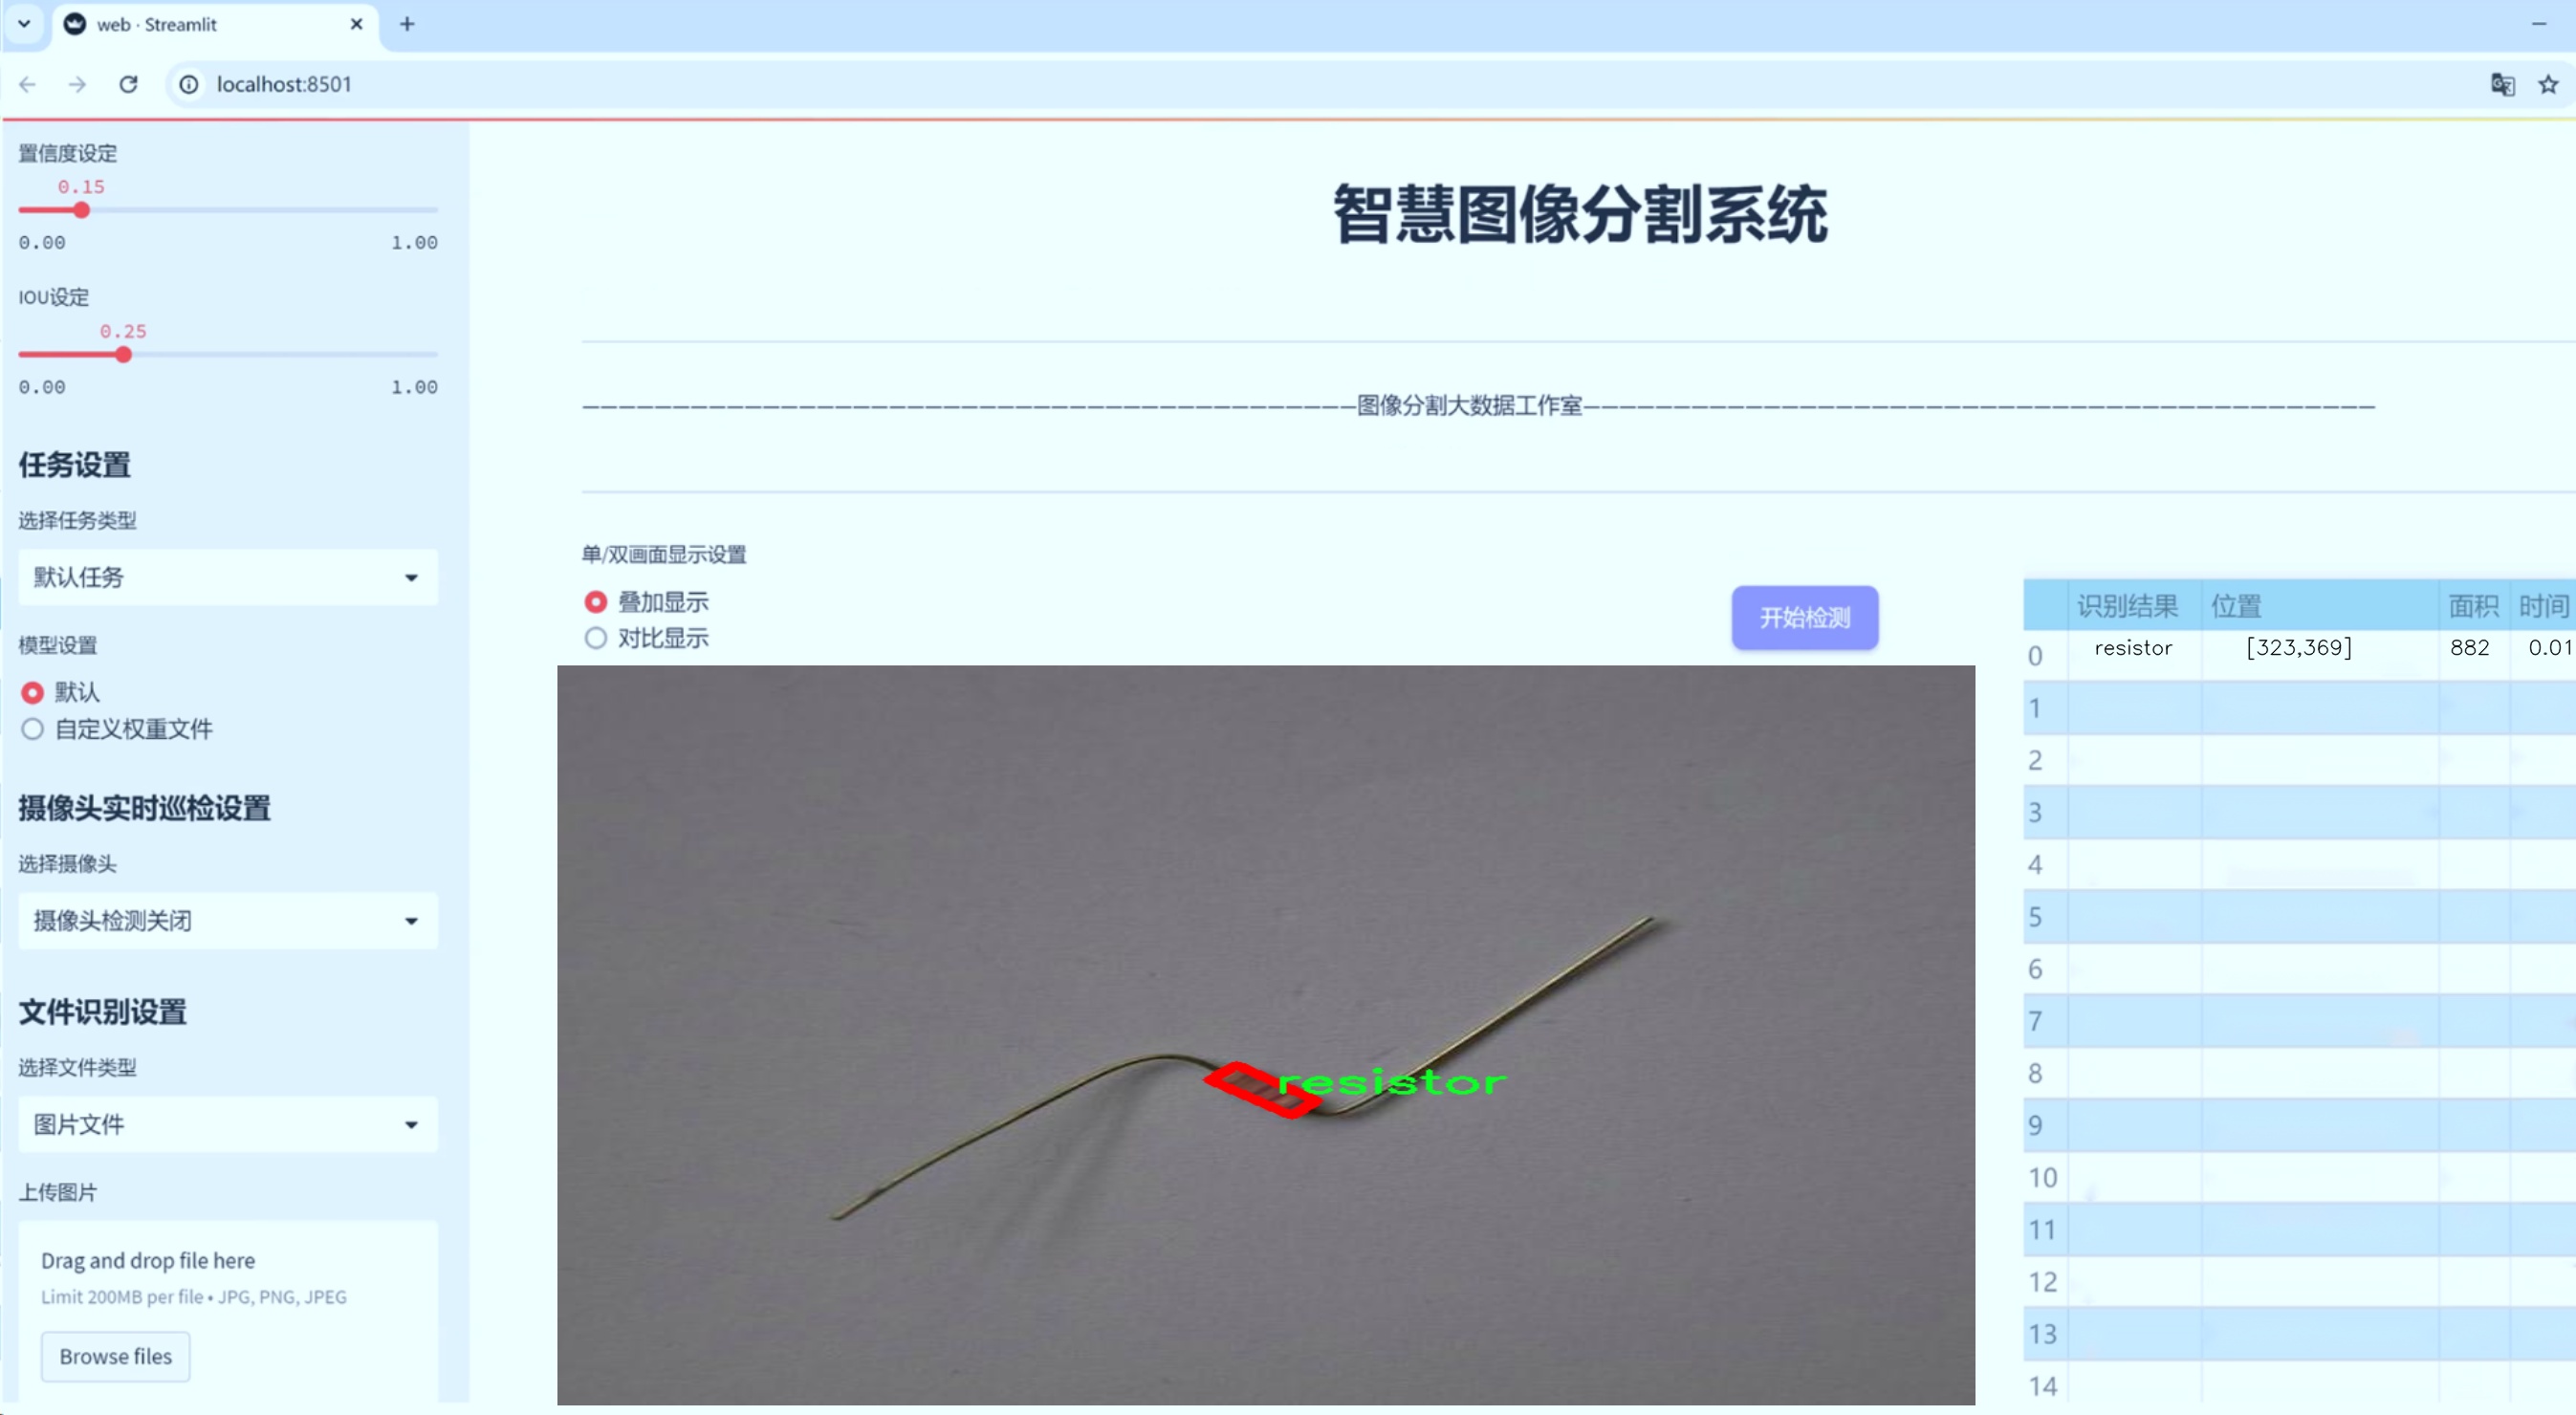 web · Streamlit
localhost:8501
置信度设定
0.15
0.00 1.00
IOU设定
0.25
0.00 1.00
任务设置
选择任务类型
默认任务
模型设置
默认
自定义权重文件
摄像头实时巡检设置
选择摄像头
摄像头检测关闭
文件识别设置
选择文件类型
图片文件
上传图片
Drag and drop file here
Limit 200MB per file • JPG, PNG, JPEG
Browse files
智慧图像分割系统
图像分割大数据工作室
单/双画面显示设置
叠加显示
对比显示
开始检测
resistor
识别结果 位置 面积 时间
0 resistor [323,369] 882 0.01
1
2
3
4
5
6
7
8
9
10
11
12
13
14